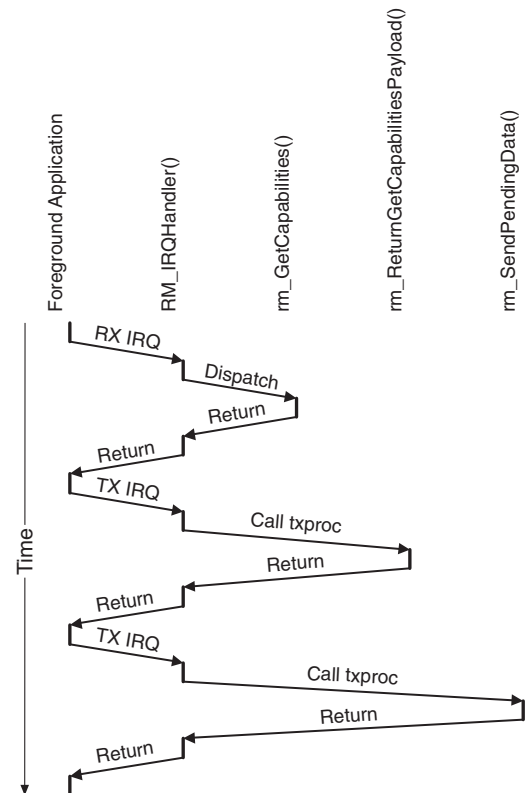 Foreground Application
RM_IRQHandler()
rm_GetCapabilities()
rm_ReturnGetCapabilitiesPayload()
rm_SendPendingData()
Time
RX IRQ
Dispatch
Return
Return
TX IRQ
Call txproc
Return
Return
TX IRQ
Call txproc
Return
Return